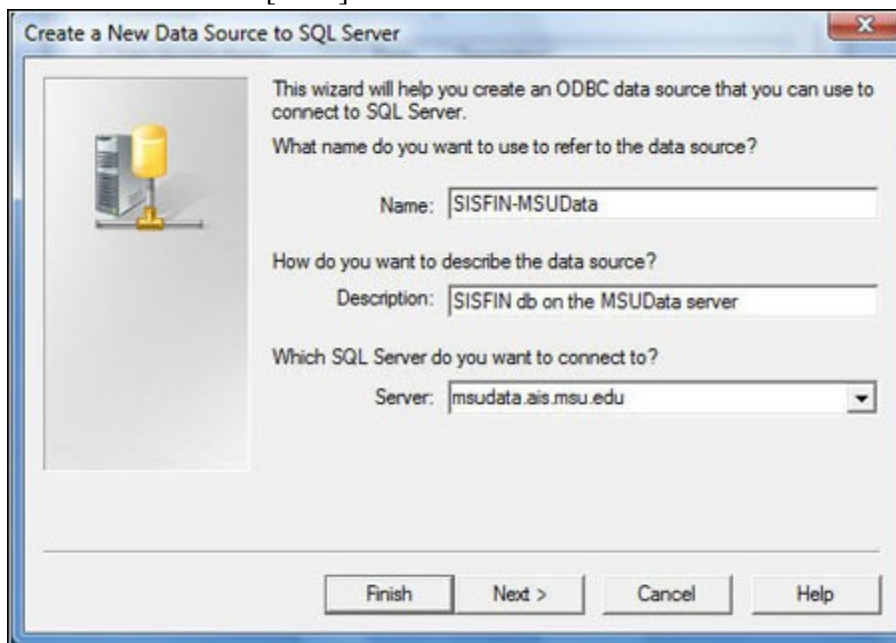 Create a New Data Source to SQL Server
This wizard will help you create an ODBC data source that you can use to
connect to SQL Server.
What name do you want to use to refer to the data source?
Name: SISFIN-MSUData
How do you want to describe the data source?
Description: SISFIN db on the MSUData server
Which SQL Server do you want to connect to?
Server: msudata.ais.msu.edu
Finish Next > Cancel Help